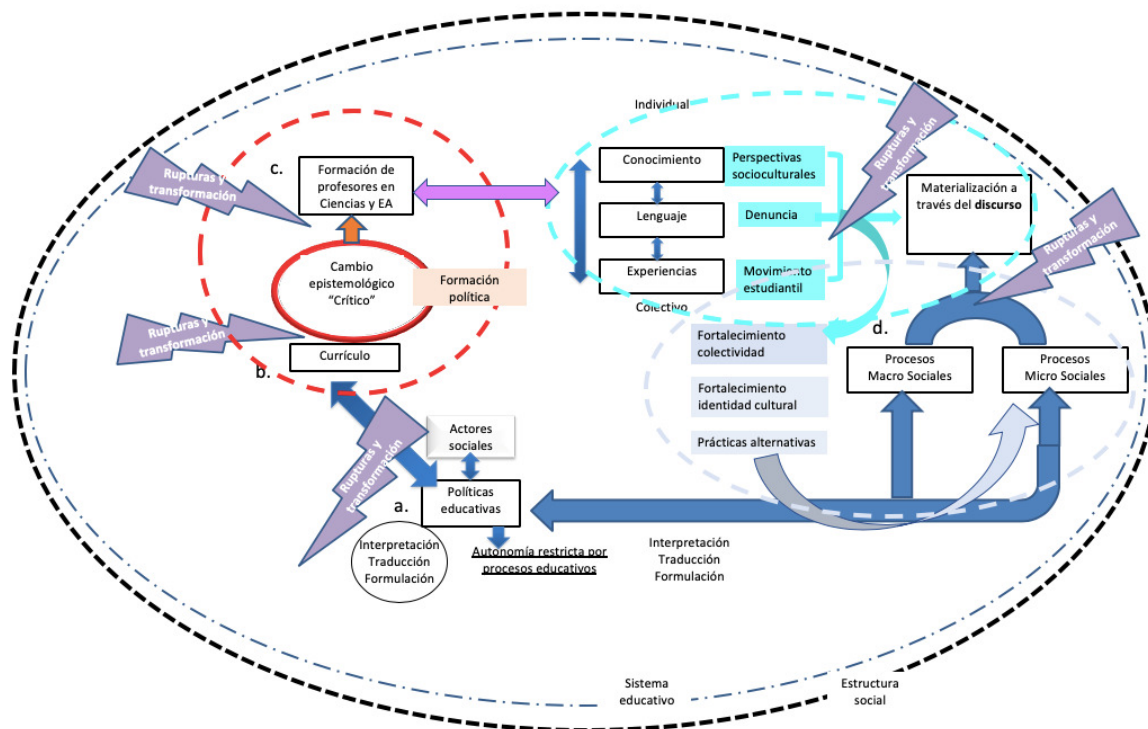 Individual
Rupturas y
transformación
c.
Formación de
profesores en
Ciencias y EA
Conocimiento
Perspectivas
socioculturales
Rupturas y
transformación
Materialización a
través del discurso
Lenguaje
Denuncia
Cambio
epistemológico
“Crítico”
Formación
política
Experiencias
Movimiento
estudiantil
Colectivo
Rupturas y
transformación
Rupturas y
transformación
Currículo
b.
d.
Fortalecimiento
colectividad
Procesos
Macro Sociales
Procesos
Micro Sociales
Fortalecimiento
identidad cultural
Prácticas alternativas
Rupturas y
transformación
Actores
sociales
a.
Políticas
educativas
Interpretación
Traducción
Formulación
Autonomía restricta por
procesos educativos
Interpretación
Traducción
Formulación
Sistema
educativo
Estructura
social